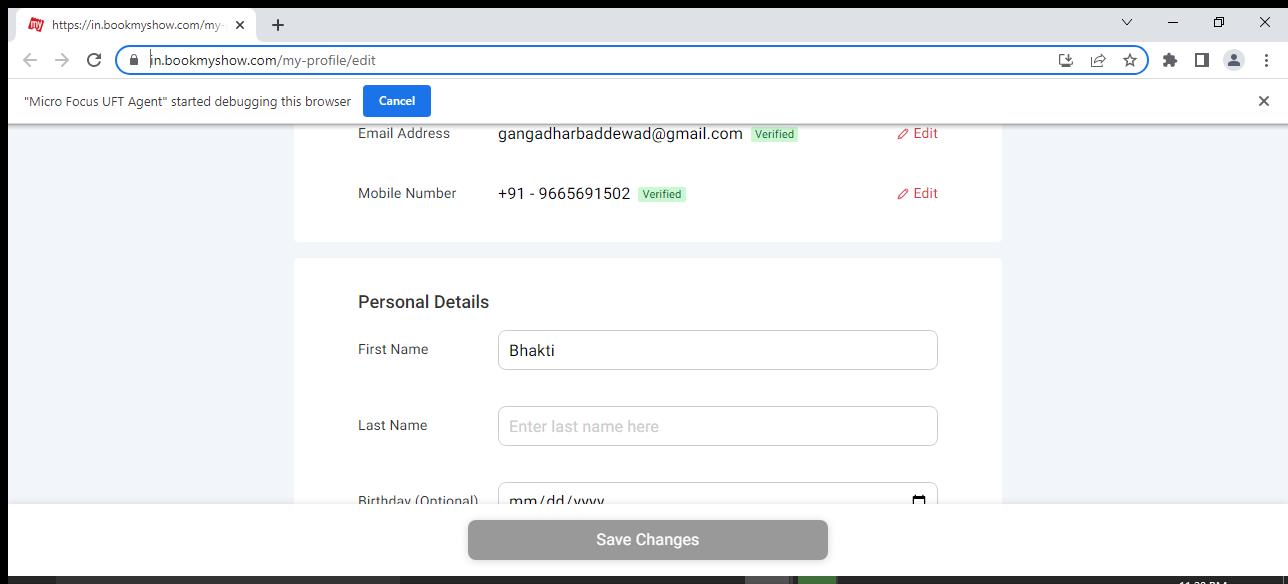 my https://in.bookmyshow.com/my-
in.bookmyshow.com/my-profile/edit
"Micro Focus UFT Agent" started debugging this browser Cancel
Email Address gangadharbaddewad@gmail.com Verified Edit
Mobile Number +91 - 9665691502 Verified Edit
Personal Details
First Name Bhakti
Last Name Enter last name here
Birthday (Optional) mm/dd/yyyy
Save Changes